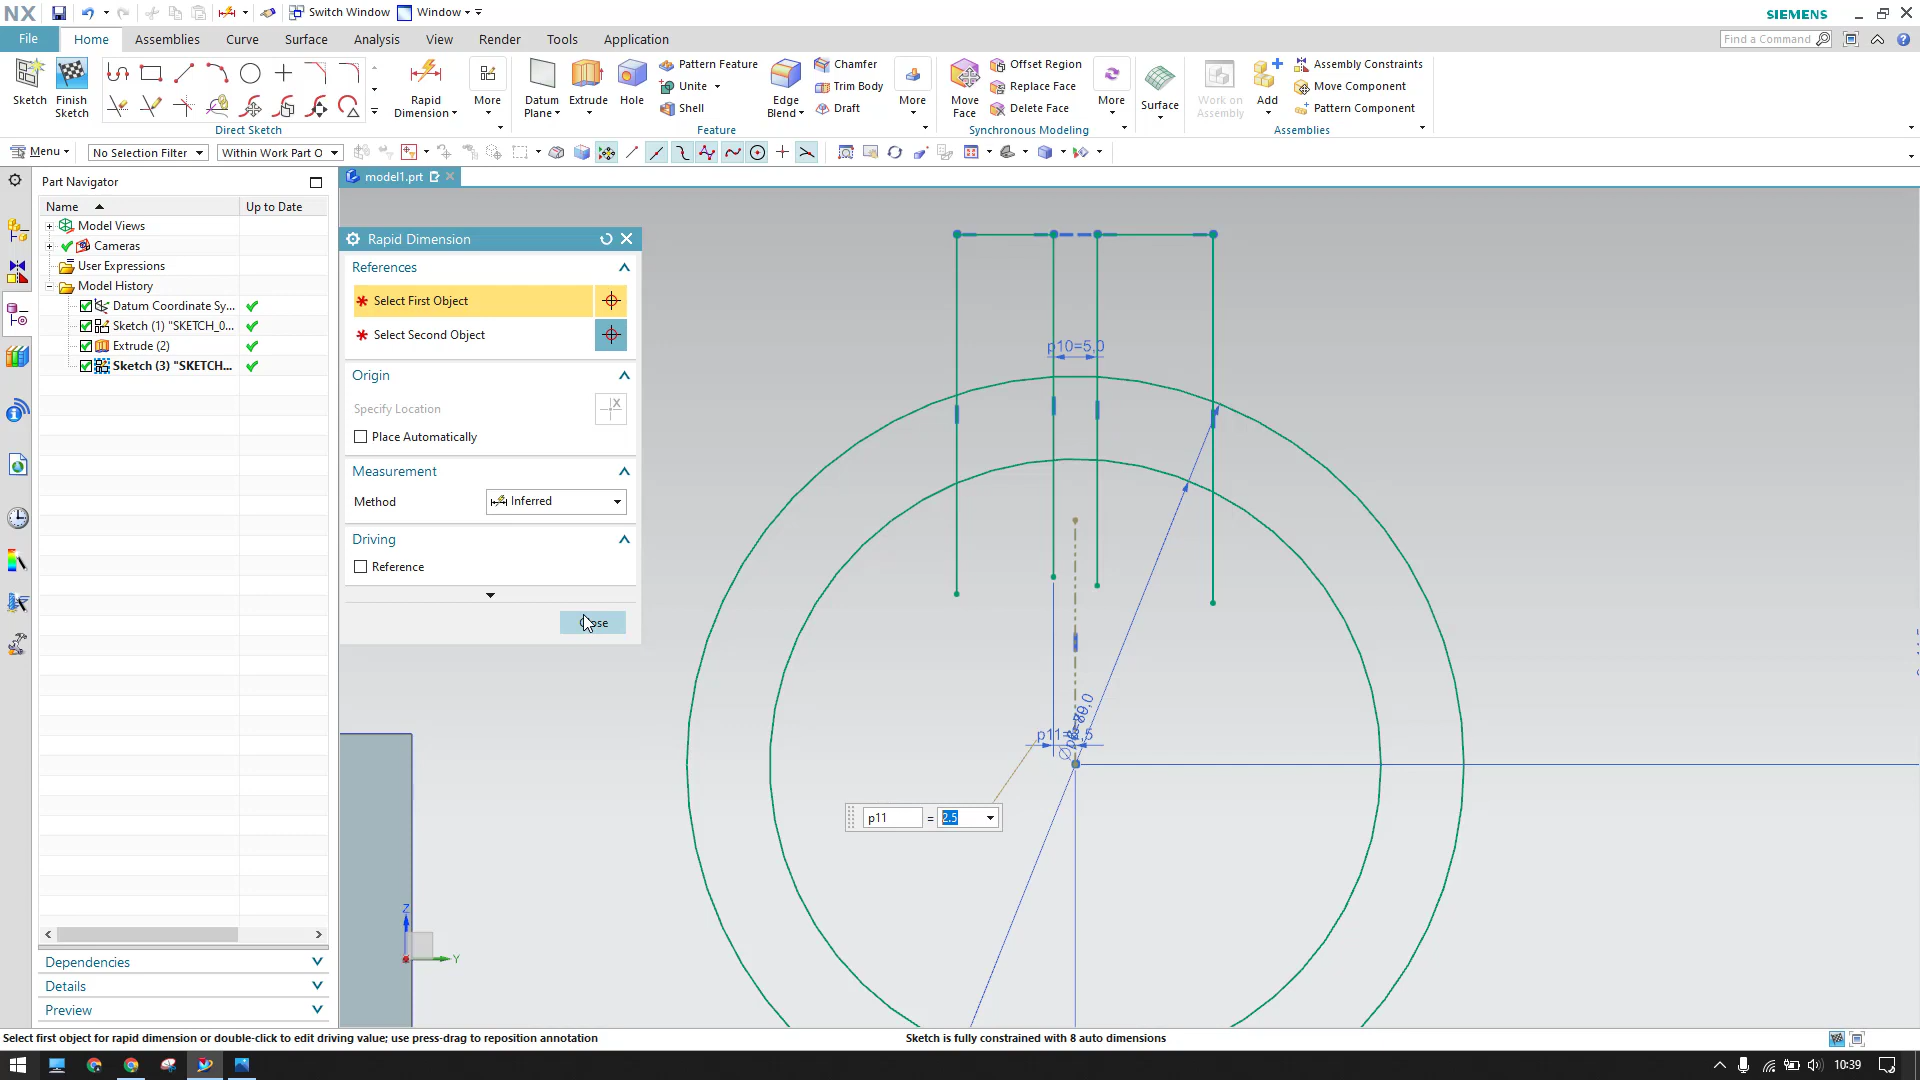 NX Switch Window Window SIEMENS
File Home Assemblies Curve Surface Analysis View Render Tools Application Find a Command
Sketch Finish Sketch Rapid Dimension More Datum Plane Extrude Hole Pattern Feature Unite Shell Edge Blend Chamfer Trim Body Draft More Move Face Offset Region Replace Face Delete Face More Surface Work on Assembly Add Assembly Constraints Move Component Pattern Component
Direct Sketch Feature Synchronous Modeling Assemblies
Menu No Selection Filter Within Work Part O
Part Navigator model1.prt
Name Up to Date
Model Views
Cameras
User Expressions
Model History
Datum Coordinate Sy...
Sketch (1) "SKETCH_0...
Extrude (2)
Sketch (3) "SKETCH...
Dependencies
Details
Preview
Rapid Dimension
References
Select First Object
Select Second Object
Origin
Specify Location
Place Automatically
Measurement
Method Inferred
Driving
Reference
p10=5,0
p11 = 2.5
Z
Y
Select first object for rapid dimension or double-click to edit driving value; use press-drag to reposition annotation Sketch is fully constrained with 8 auto dimensions
10:39